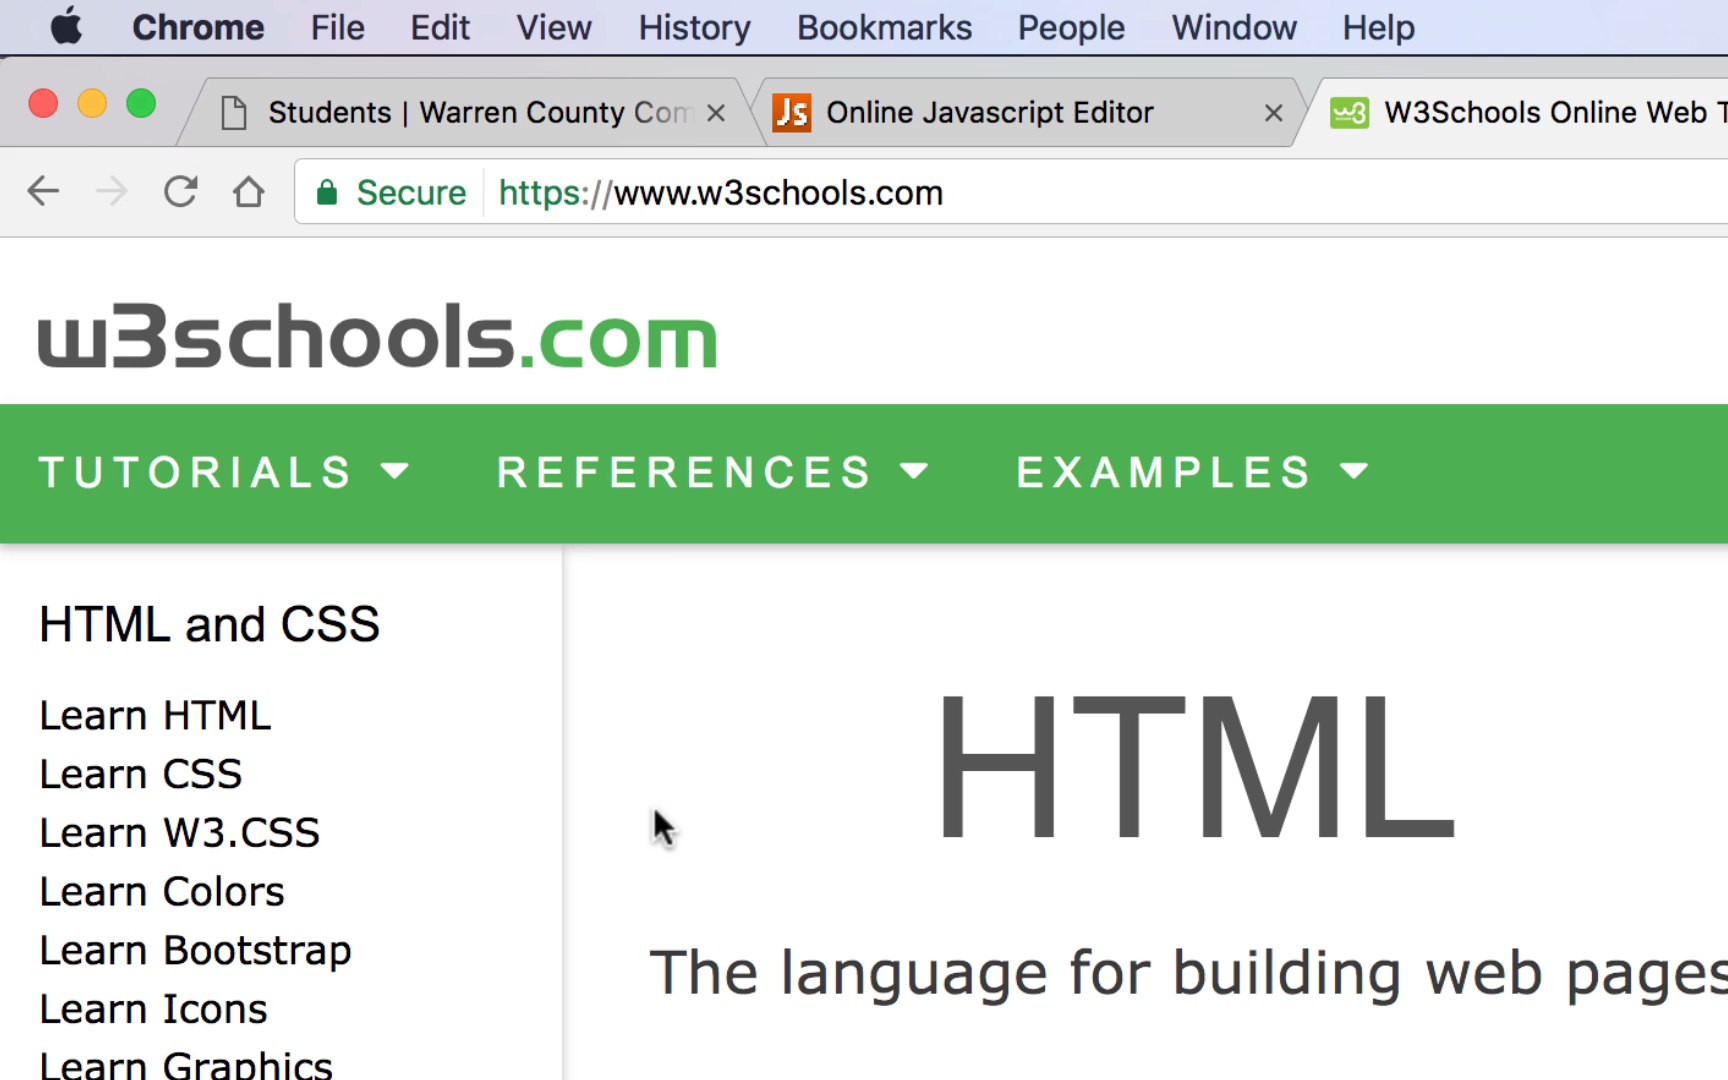 Chrome File Edit View History Bookmarks People Window Help
Students | Warren County Com
JS Online Javascript Editor
w3 W3Schools Online Web T
Secure https://www.w3schools.com
w3schools.com
TUTORIALS REFERENCES EXAMPLES
HTML and CSS
Learn HTML
Learn CSS
Learn W3.CSS
Learn Colors
Learn Bootstrap
Learn Icons
Learn Graphics
HTML
The language for building web pages